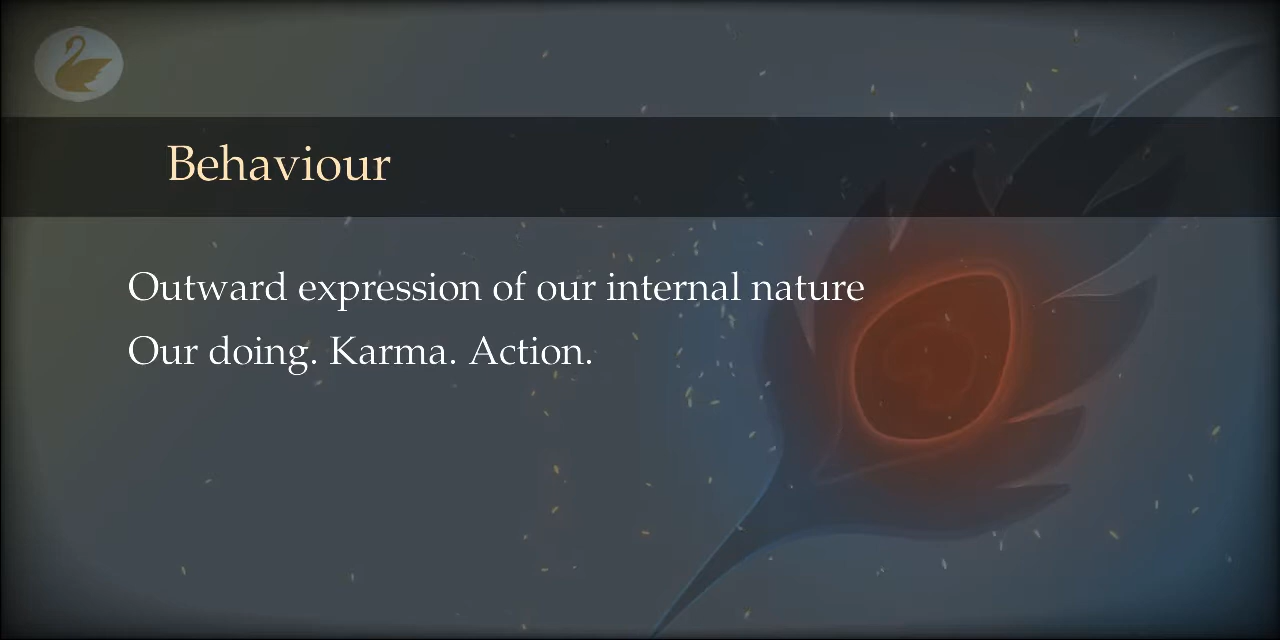 Behaviour
Outward expression of our internal nature
Our doing. Karma. Action.